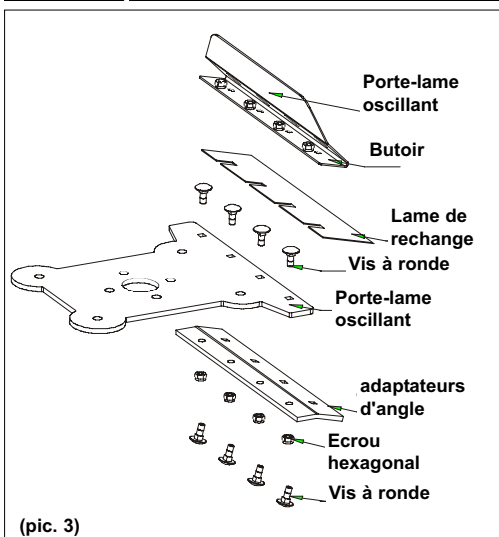 Porte-lame
oscillant
Butoir
Lame de
rechange
Vis à ronde
Porte-lame
oscillant
adaptateurs
d'angle
Ecrou
hexagonal
Vis à ronde
(pic. 3)